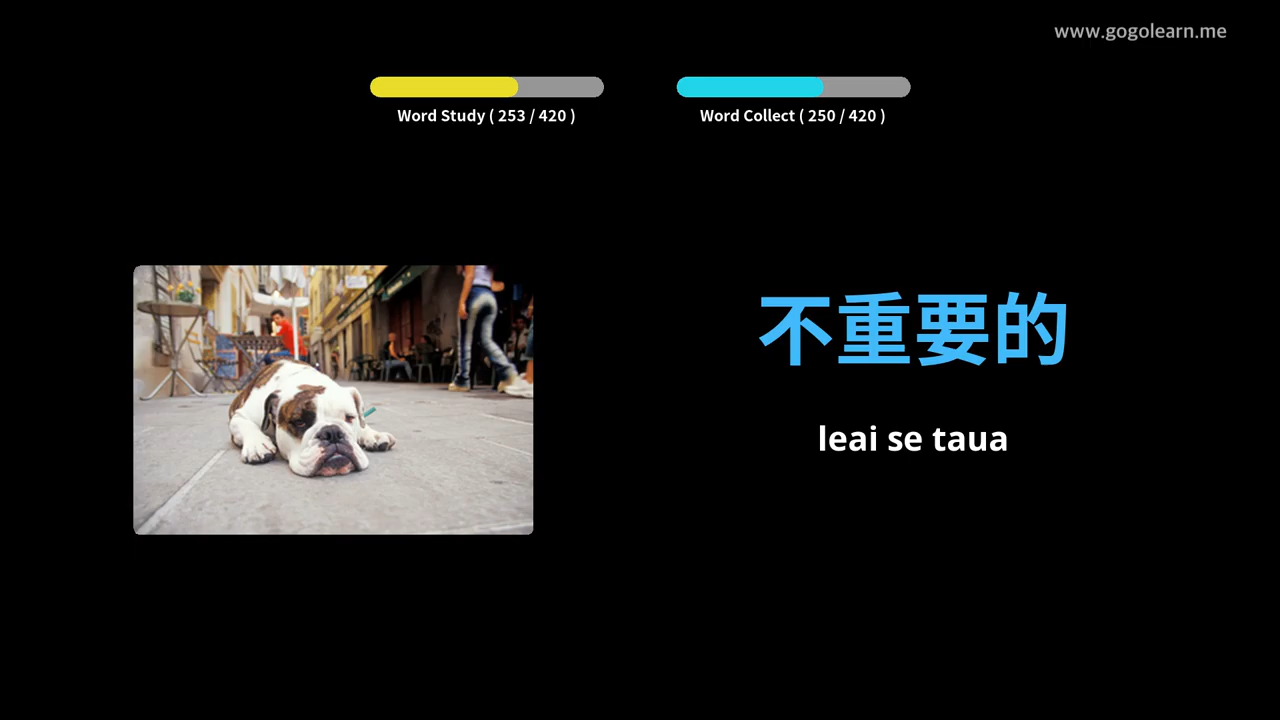 www.gogolearn.me
Word Study ( 253 / 420 )
Word Collect ( 250 / 420 )
不重要的
leai se taua